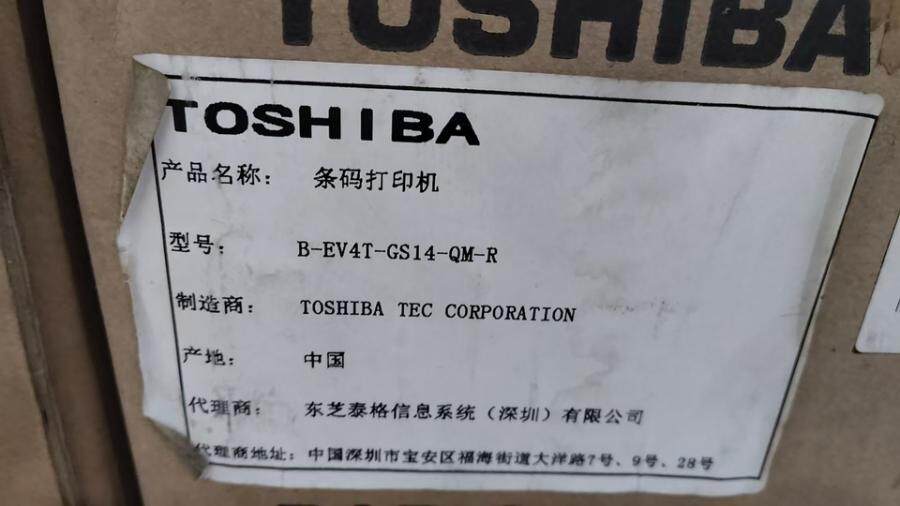 TOSHIBA
TOSHIBA
产品名称： 条码打印机
型号： B-EV4T-GS14-QM-R
制造商： TOSHIBA TEC CORPORATION
产地： 中国
代理商： 东芝泰格信息系统（深圳）有限公司
代理商地址： 中国深圳市宝安区福海街道大洋路7号、9号、28号